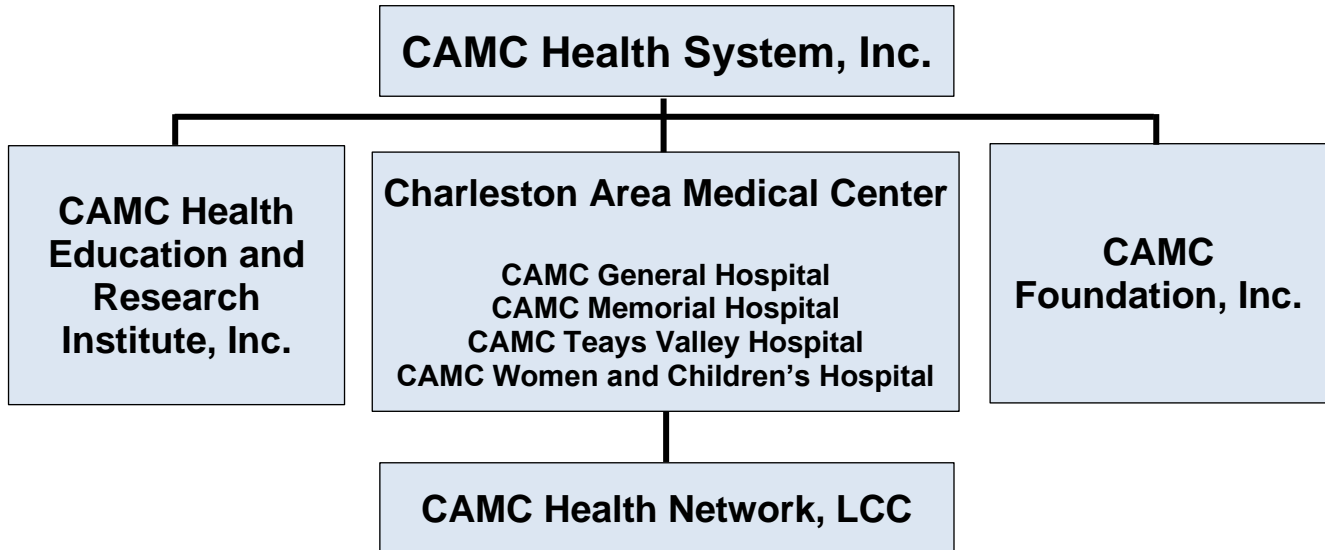 CAMC Health System, Inc.
CAMC Health
Education and
Research
Institute, Inc.
Charleston Area Medical Center
CAMC General Hospital
CAMC Memorial Hospital
CAMC Teays Valley Hospital
CAMC Women and Children's Hospital
CAMC
Foundation, Inc.
CAMC Health Network, LCC